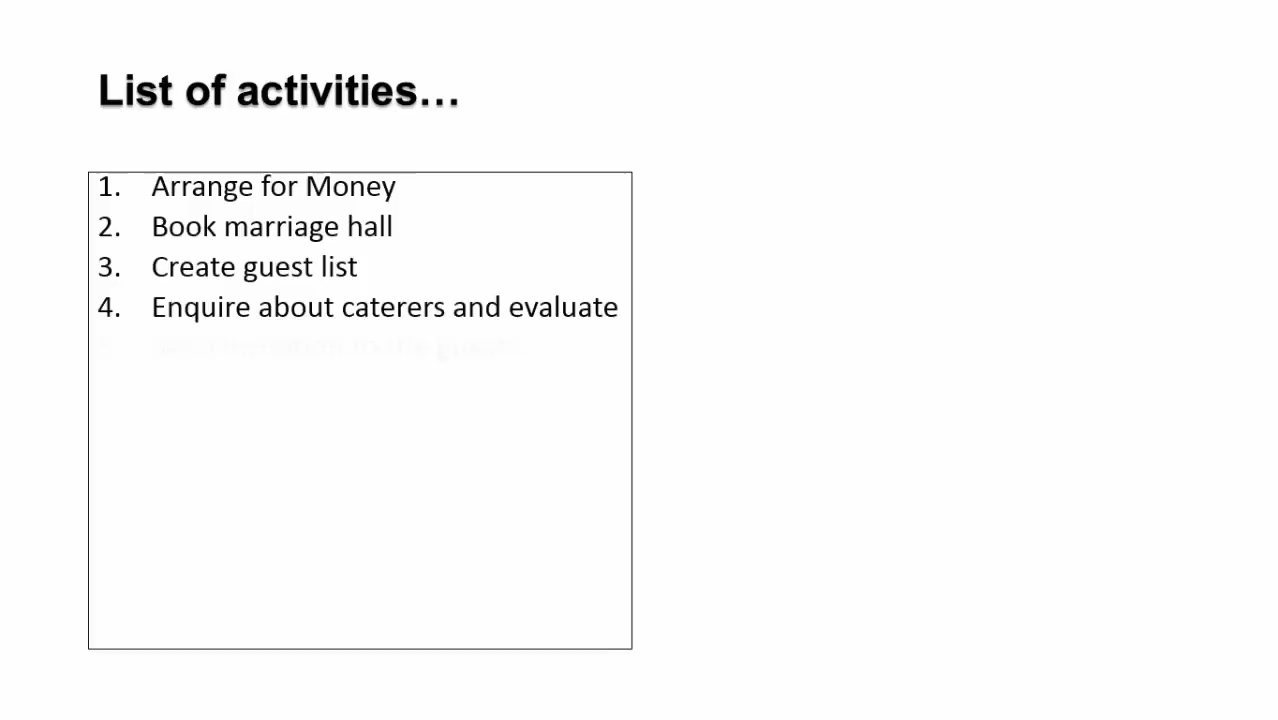 List of activities...
1. Arrange for Money
2. Book marriage hall
3. Create guest list
4. Enquire about caterers and evaluate